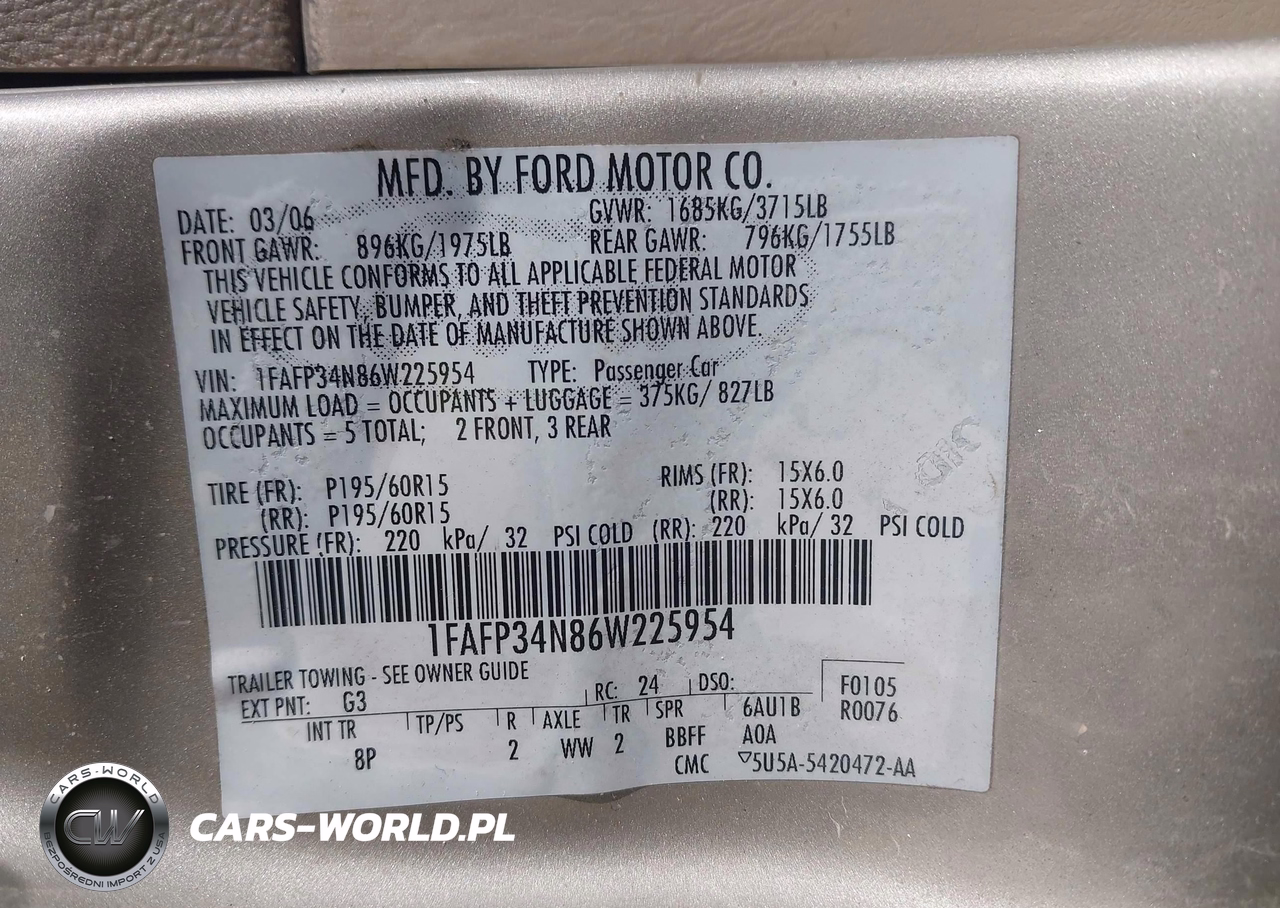 MFD. BY FORD MOTOR CO.
DATE: 03/06 GVWR: 1685KG/3715LB
FRONT GAWR: 896KG/1975LB REAR GAWR: 796KG/1755LB
THIS VEHICLE CONFORMS TO ALL APPLICABLE FEDERAL MOTOR
VEHICLE SAFETY, BUMPER, AND THEFT PREVENTION STANDARDS
IN EFFECT ON THE DATE OF MANUFACTURE SHOWN ABOVE.
VIN: 1FAFP34N86W225954 TYPE: Passenger Car
MAXIMUM LOAD = OCCUPANTS + LUGGAGE = 375KG/ 827LB
OCCUPANTS = 5 TOTAL; 2 FRONT, 3 REAR
TIRE (FR): P195/60R15 RIMS (FR): 15X6.0
(RR): P195/60R15 (RR): 15X6.0
PRESSURE (FR): 220 kPa/ 32 PSI COLD (RR): 220 kPa/ 32 PSI COLD
1FAFP34N86W225954
TRAILER TOWING - SEE OWNER GUIDE
EXT PNT: G3 RC: 24 DSO: F0105
INT TR TP/PS R AXLE TR SPR 6AU1B R0076
8P 2 WW 2 BBFF A0A
CMC ▽5U5A-5420472-AA
CARS-WORLD
CW
BEZPOŚREDNI IMPORT Z USA
CARS-WORLD.PL